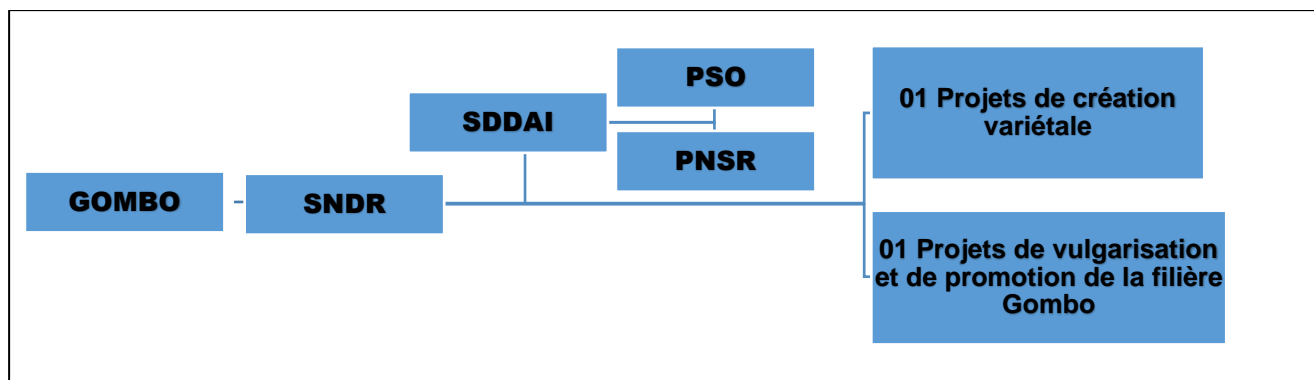 GOMBO
SNDR
SDDAI
PSO
PNSR
01 Projets de création
variétale
01 Projets de vulgarisation
et de promotion de la filière
Gombo